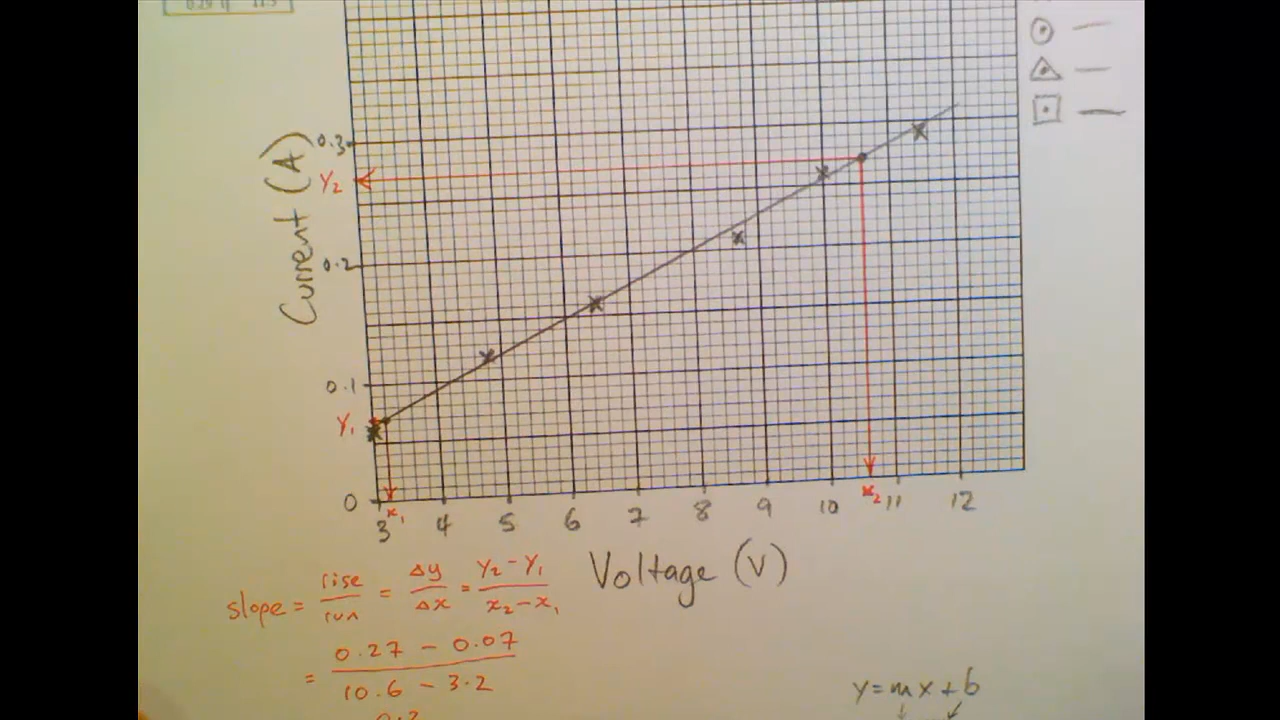 0.3
Y₂
Current (A)
0.2
0.1
Y₁
0
3 4 5 6 7 8 9 10 11 12
x₁ x₂
Voltage (V)
slope = rise/run = Δy/Δx = Y₂ - Y₁ / x₂ - x₁
= 0.27 - 0.07 / 10.6 - 3.2
y = mx + b